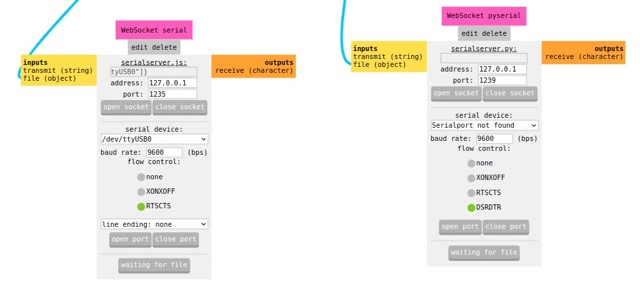 WebSocket serial
edit delete
inputs
transmit (string)
file (object)
outputs
receive (character)
serialserver.js:
tyUSB0"]}
address: 127.0.0.1
port: 1235
open socket close socket
serial device:
/dev/ttyUSB0
baud rate: 9600 (bps)
flow control:
none
XONXOFF
RTSCTS
line ending: none
open port close port
waiting for file
WebSocket pyserial
edit delete
inputs
transmit (string)
file (object)
outputs
receive (character)
serialserver.py:
address: 127.0.0.1
port: 1239
open socket close socket
serial device:
Serialport not found
baud rate: 9600 (bps)
flow control:
none
XONXOFF
RTSCTS
DSRDTR
open port close port
waiting for file